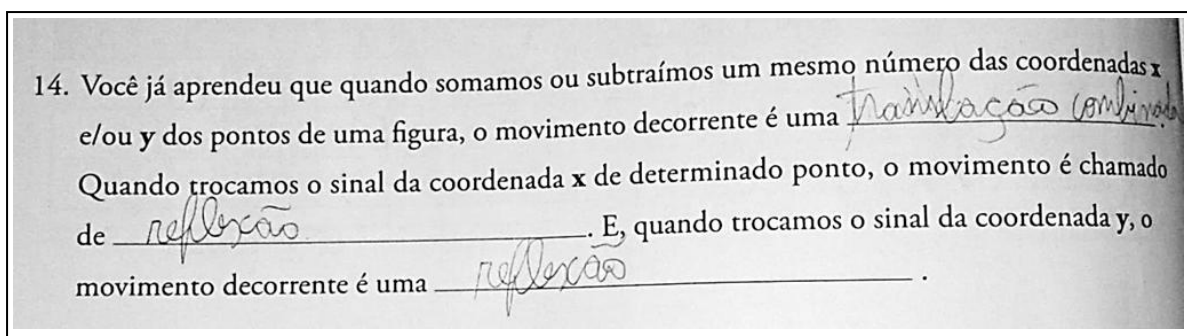 14. Você já aprendeu que quando somamos ou subtraímos um mesmo número das coordenadas x
e/ou y dos pontos de uma figura, o movimento decorrente é uma translação combinada.
Quando trocamos o sinal da coordenada x de determinado ponto, o movimento é chamado
de reflexão. E, quando trocamos o sinal da coordenada y, o
movimento decorrente é uma reflexão.